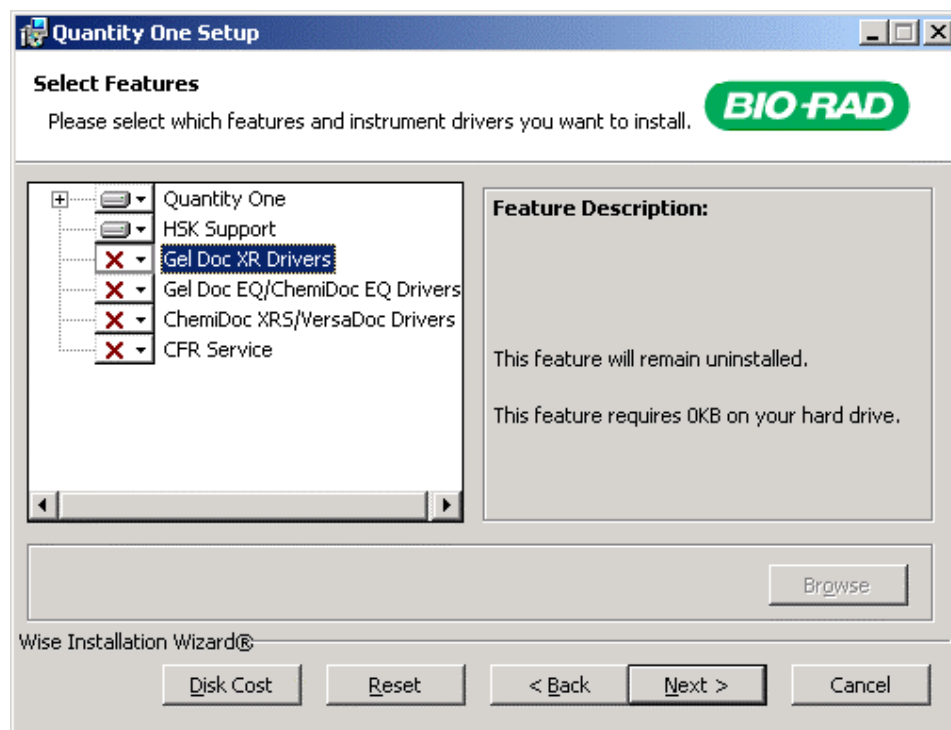 Quantity One Setup
Select Features
Please select which features and instrument drivers you want to install.
BIO-RAD
Quantity One
HSK Support
Gel Doc XR Drivers
Gel Doc EQ/ChemiDoc EQ Drivers
ChemiDoc XRS/VersaDoc Drivers
CFR Service
Feature Description:
This feature will remain uninstalled.
This feature requires 0KB on your hard drive.
Browse
Wise Installation Wizard®
Disk Cost
Reset
< Back
Next >
Cancel